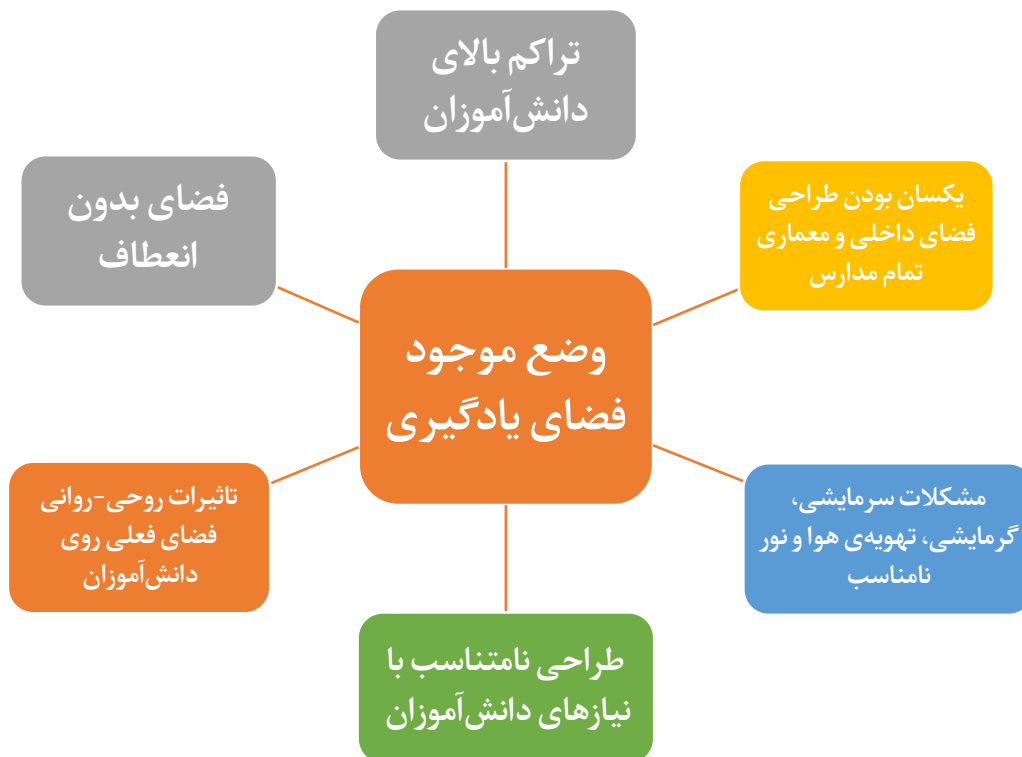 تراکم بالای
دانش‌آموزان
یکسان بودن طراحی
فضای داخلی و معماری
تمام مدارس
فضای بدون
انعطاف
وضع موجود
فضای یادگیری
مشکلات سرمایشی،
گرمایشی، تهویه‌ی هوا و نور
نامناسب
تاثیرات روحی-روانی
فضای فعلی روی
دانش‌آموزان
طراحی نامتناسب با
نیازهای دانش‌آموزان